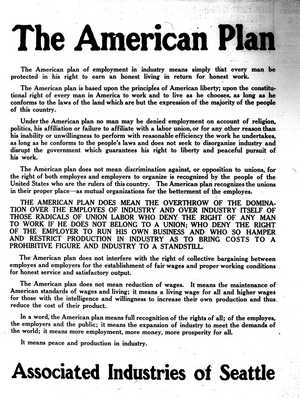 The American Plan
The American plan of employment in industry means simply that every man be
protected in his right to earn an honest living in return for honest work.
The American plan is based upon the principles of American liberty; upon the constitu-
tional right of every man in America to work and to live as he chooses, as long as he
conforms to the laws of the land which are but the expression of the majority of the people
of this country.
Under the American plan no man may be denied employment on account of religion,
politics, his affiliation or failure to affiliate with a labor union, or for any other reason than
his inability or unwillingness to perform with reasonable efficiency the work he undertakes,
as long as he conforms to the people's laws and does not seek to disorganize industry and
disrupt the government which guarantees his right to liberty and peaceful pursuit of
his work.
The American plan does not mean discrimination against, or opposition to, unions, for
the right of both employes and employers to organize is recognized by the people of the
United States who are the rulers of this country. The American plan recognizes the unions
in their proper place—as mutual organizations for the betterment of the employes.
THE AMERICAN PLAN DOES MEAN THE OVERTHROW OF THE DOMINA-
TION OVER THE EMPLOYES OF INDUSTRY AND OVER INDUSTRY ITSELF OF
THOSE RADICALS OF UNION LABOR WHO DENY THE RIGHT OF ANY MAN
TO WORK IF HE DOES NOT BELONG TO A UNION; WHO DENY THE RIGHT
OF THE EMPLOYER TO RUN HIS OWN BUSINESS AND WHO SO HAMPER
AND RESTRICT PRODUCTION IN INDUSTRY AS TO BRING COSTS TO A
PROHIBITIVE FIGURE AND INDUSTRY TO A STANDSTILL.
The American plan does not interfere with the right of collective bargaining between
employes and employers for the establishment of fair wages and proper working conditions
for honest service and satisfactory output.
The American plan does not mean reduction of wages. It means the maintenance of
American standards of wages and living; it means a living wage for all and higher wages
for those with the intelligence and willingness to increase their own production and thus
reduce the cost of their product.
In a word, the American plan means full recognition of the rights of all; of the employes,
the employers and the public; it means the expansion of industry to meet the demands of
the world; it means more employment, more money, more prosperity for all.
It means peace and production in industry.
Associated Industries of Seattle